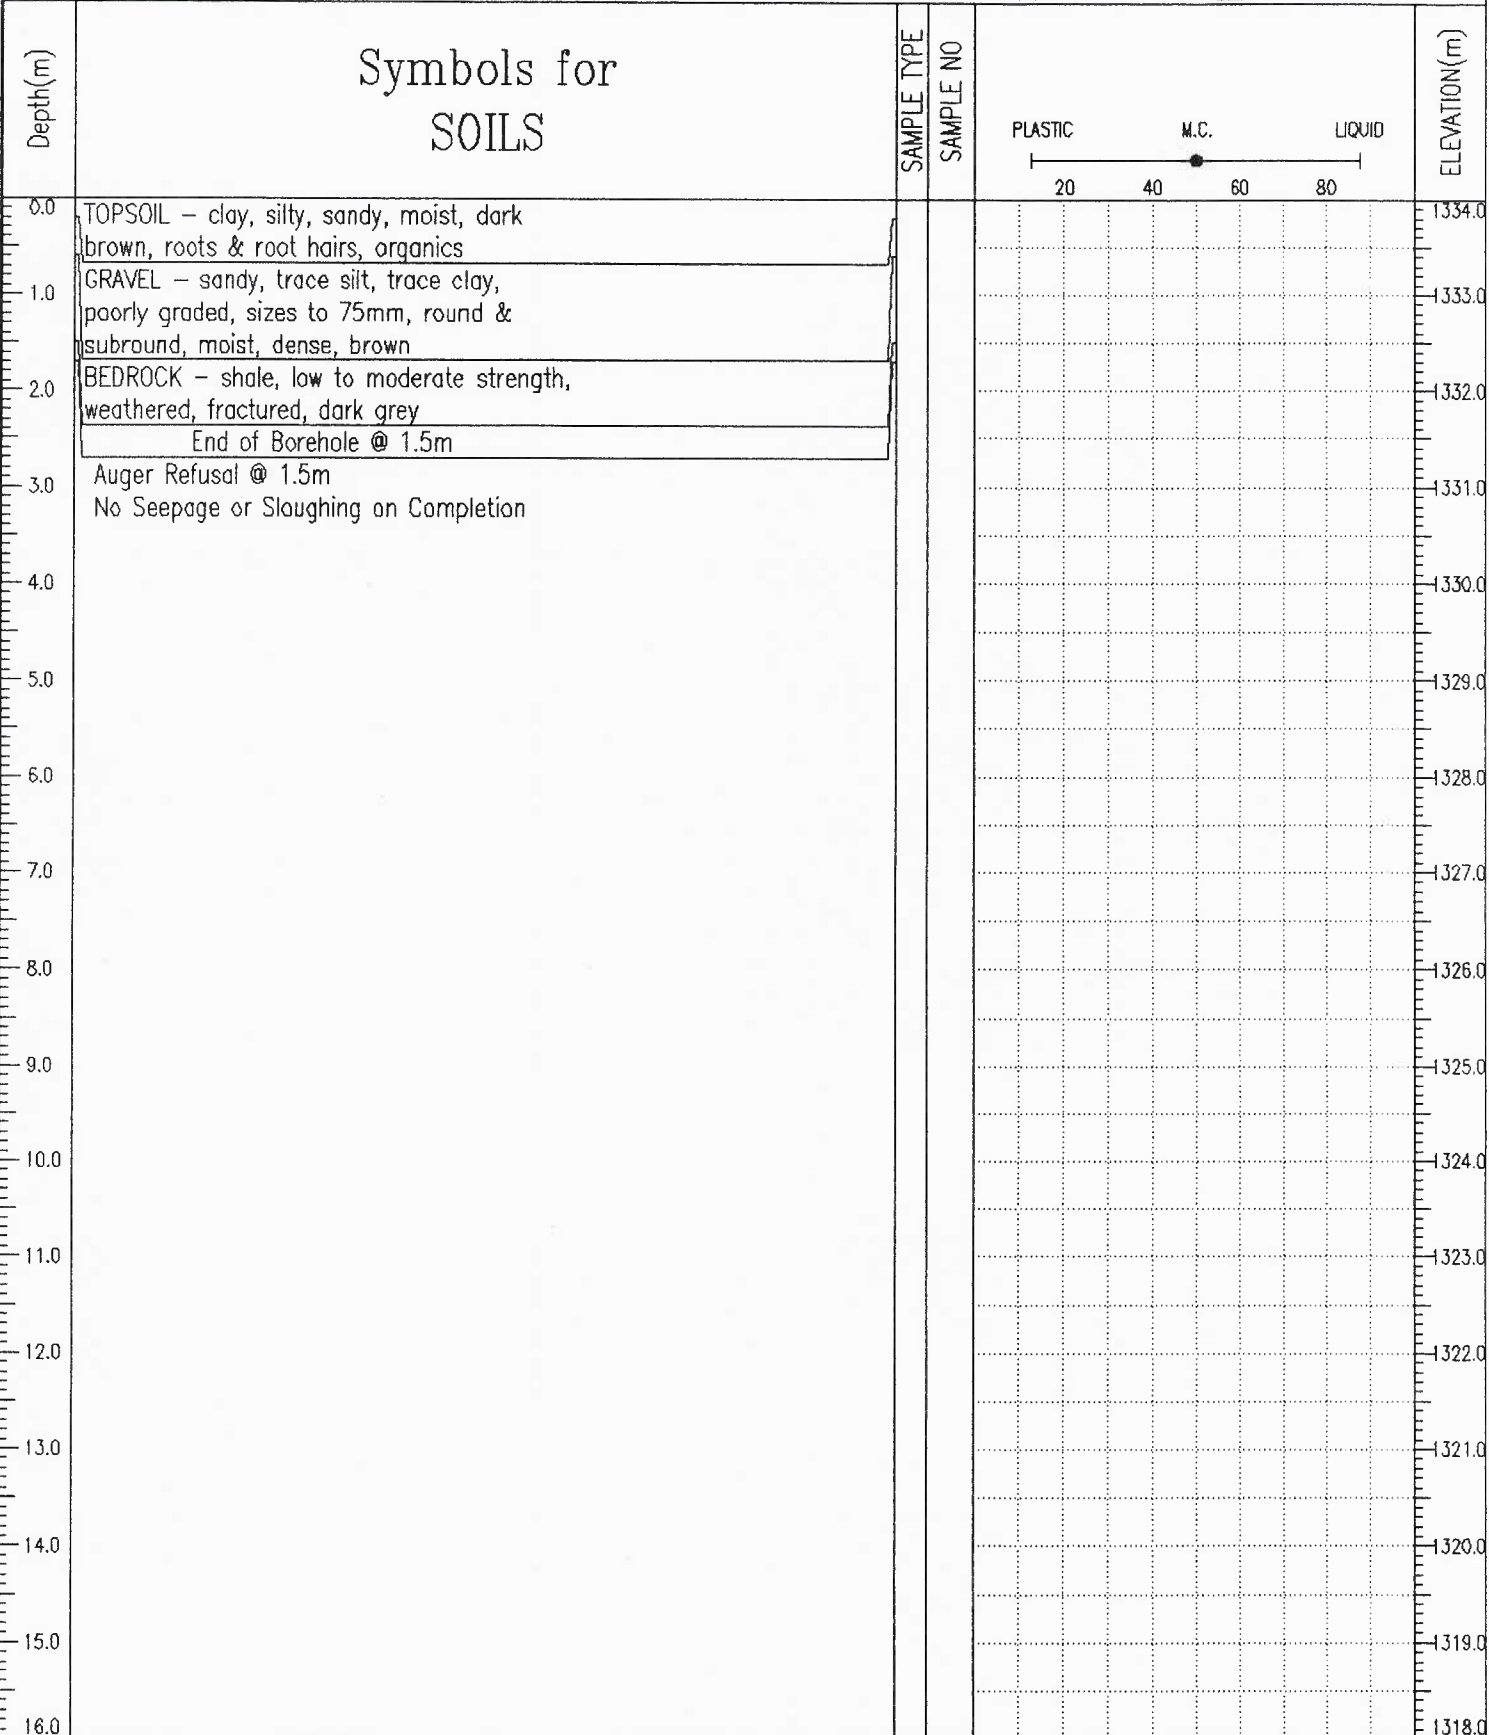 Depth(m)
Symbols for
SOILS
SAMPLE TYPE
SAMPLE NO
PLASTIC M.C. LIQUID
20 40 60 80
ELEVATION(m)
0.0
TOPSOIL – clay, silty, sandy, moist, dark
brown, roots & root hairs, organics
GRAVEL – sandy, trace silt, trace clay,
poorly graded, sizes to 75mm, round &
subround, moist, dense, brown
BEDROCK – shale, low to moderate strength,
weathered, fractured, dark grey
End of Borehole @ 1.5m
Auger Refusal @ 1.5m
No Seepage or Sloughing on Completion
1.0
2.0
3.0
4.0
5.0
6.0
7.0
8.0
9.0
10.0
11.0
12.0
13.0
14.0
15.0
16.0
1334.0
1333.0
1332.0
1331.0
1330.0
1329.0
1328.0
1327.0
1326.0
1325.0
1324.0
1323.0
1322.0
1321.0
1320.0
1319.0
1318.0